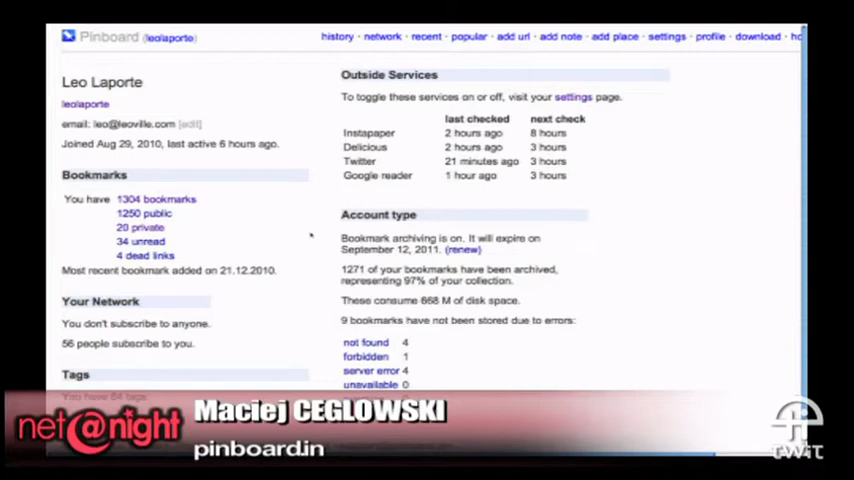 Pinboard (leolaporte)
history · network · recent · popular · add url · add note · add place · settings · profile · download · ho
Leo Laporte
leolaporte
email: leo@leoville.com [edit]
Joined Aug 29, 2010, last active 6 hours ago.
Bookmarks
You have 1304 bookmarks
1250 public
20 private
34 unread
4 dead links
Most recent bookmark added on 21.12.2010.
Your Network
You don't subscribe to anyone.
56 people subscribe to you.
Tags
You have 64 tags.
Outside Services
To toggle these services on or off, visit your settings page.
last checked next check
Instapaper 2 hours ago 8 hours
Delicious 2 hours ago 3 hours
Twitter 21 minutes ago 3 hours
Google reader 1 hour ago 3 hours
Account type
Bookmark archiving is on. It will expire on
September 12, 2011. (renew)
1271 of your bookmarks have been archived,
representing 97% of your collection.
These consume 668 M of disk space.
9 bookmarks have not been stored due to errors:
not found 4
forbidden 1
server error 4
unavailable 0
net@night
Maciej CEGLOWSKI
pinboard.in
TWiT